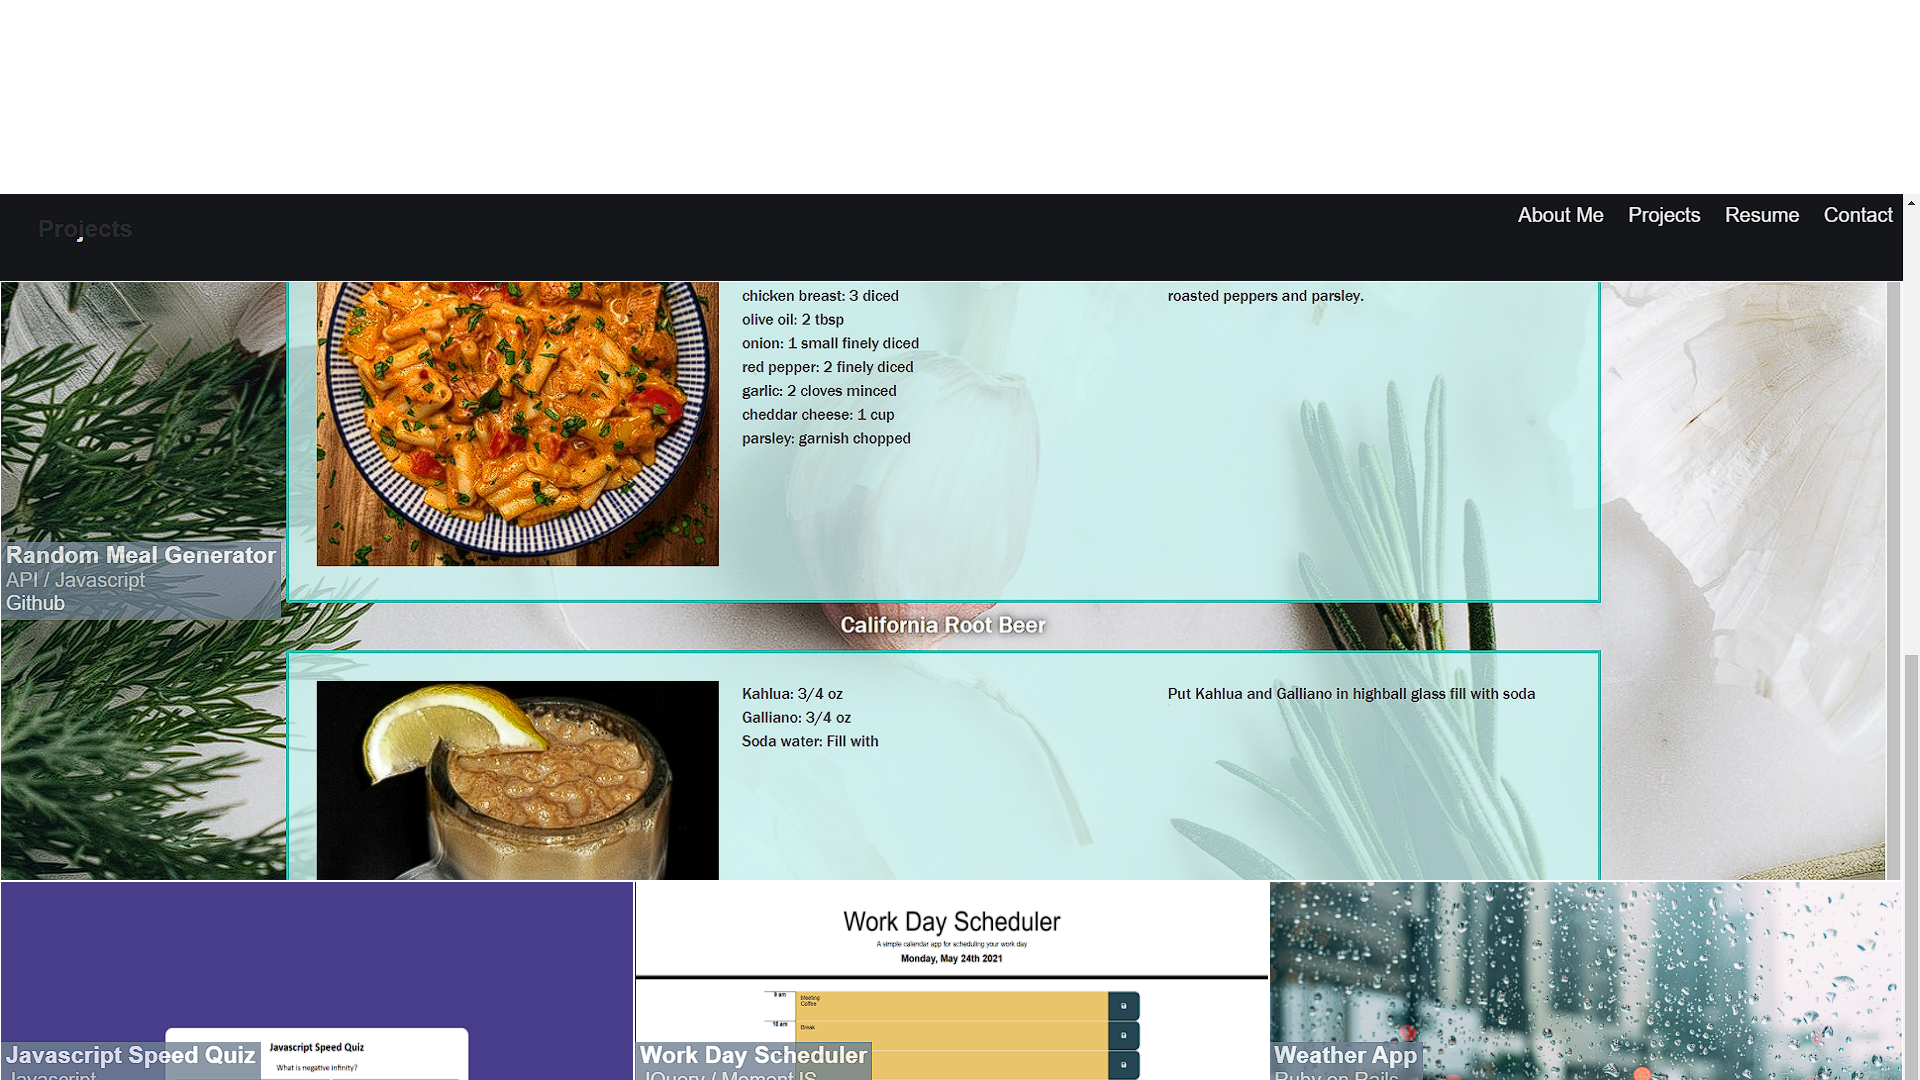 Projects
About Me
Projects
Resume
Contact
chicken breast: 3 diced
olive oil: 2 tbsp
onion: 1 small finely diced
red pepper: 2 finely diced
garlic: 2 cloves minced
cheddar cheese: 1 cup
parsley: garnish chopped
roasted peppers and parsley.
Random Meal Generator
API / Javascript
Github
California Root Beer
Kahlua: 3/4 oz
Galliano: 3/4 oz
Soda water: Fill with
Put Kahlua and Galliano in highball glass fill with soda
Javascript Speed Quiz
What is negative infinity?
Javascript Speed Quiz
Javascript
Work Day Scheduler
A simple calendar app for scheduling your work day
Monday, May 24th 2021
9 am
Meeting
Coffee
10 am
Break
Work Day Scheduler
JQuery / MomentJS
Weather App
Ruby on Rails